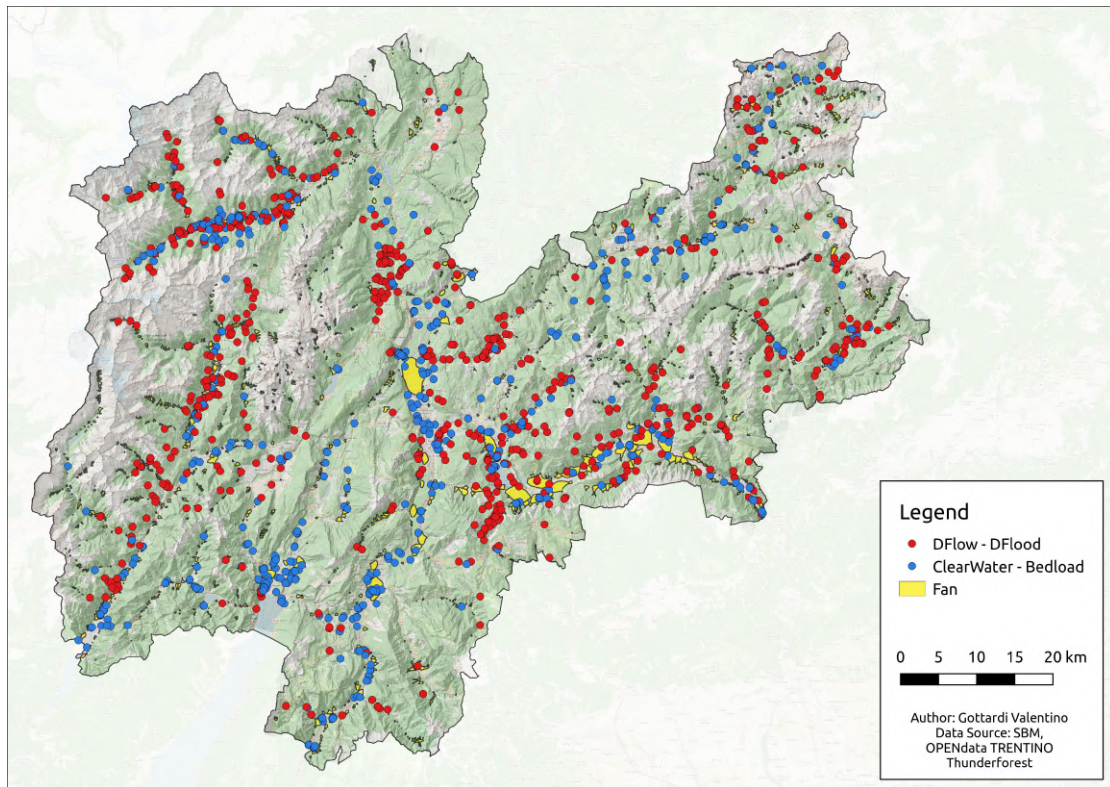 Legend
DFlow - DFlood
ClearWater - Bedload
Fan
0 5 10 15 20 km
Author: Gottardi Valentino
Data Source: SBM,
OPENdata TRENTINO
Thunderforest